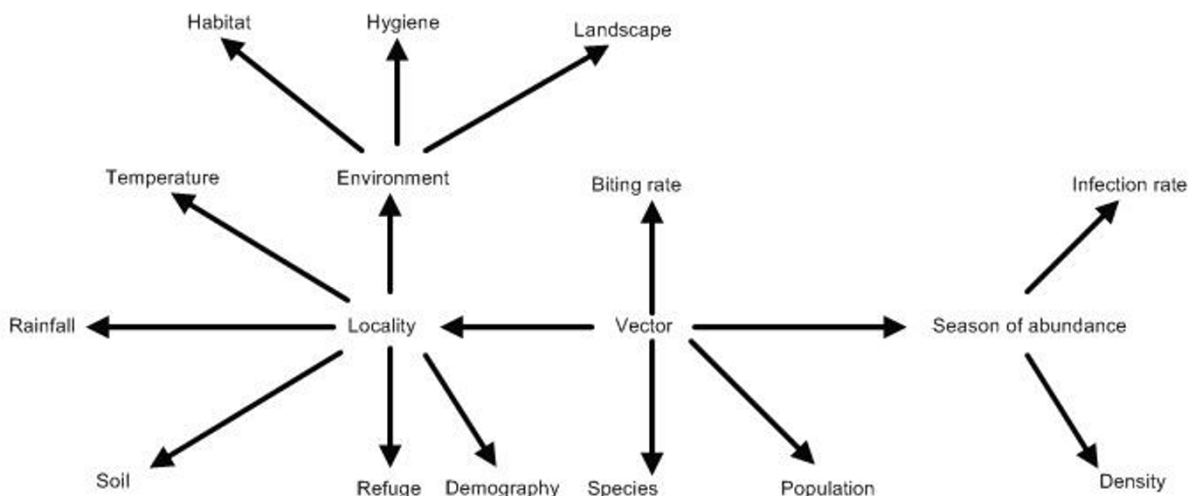 Habitat
Hygiene
Landscape
Temperature
Environment
Biting rate
Infection rate
Rainfall
Locality
Vector
Season of abundance
Soil
Refuge
Demography
Species
Population
Density